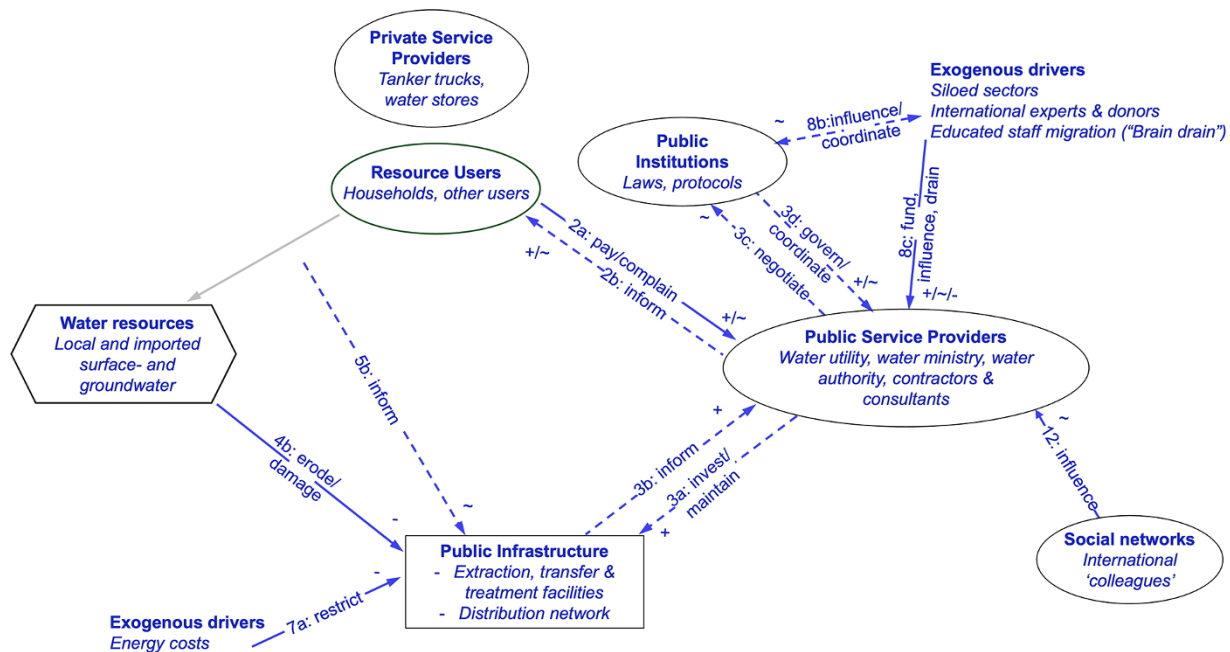 Private Service
Providers
Tanker trucks,
water stores
Exogenous drivers
Siloed sectors
International experts & donors
Educated staff migration ("Brain drain")
~
8b:influence/
coordinate
Public
Institutions
Laws, protocols
Resource Users
Households, other users
~
3d: govern/
coordinate
+/~
3c: negotiate
8c: fund,
influence, drain
+/~/-
2a: pay/complain
+/~
+/~
2b: inform
Water resources
Local and imported
surface- and
groundwater
Public Service Providers
Water utility, water ministry, water
authority, contractors &
consultants
5b: inform
~
4b: erode/
damage
-
3b: inform
+
3a: invest/
maintain
+
~
12: influence
Social networks
International
'colleagues'
Public Infrastructure
- Extraction, transfer &
treatment facilities
- Distribution network
-
7a: restrict
Exogenous drivers
Energy costs